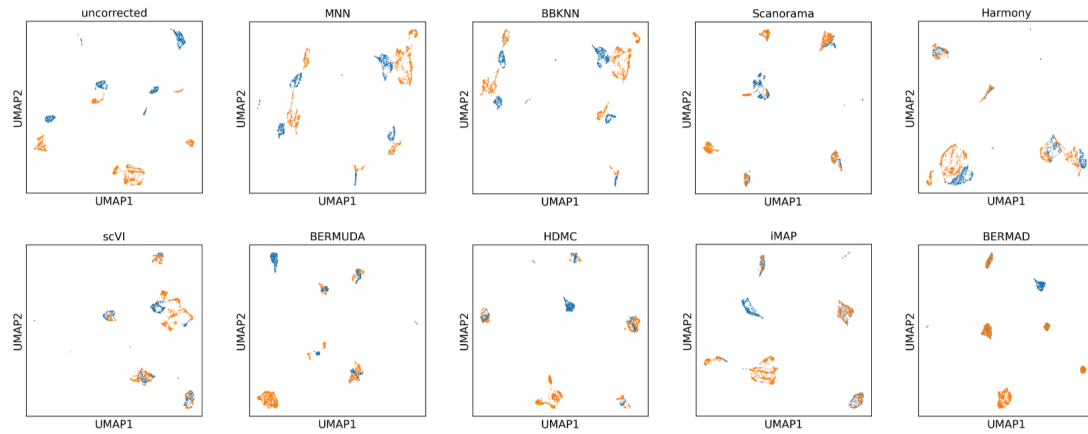 uncorrected
MNN
BBKNN
Scanorama
Harmony
UMAP2
UMAP2
UMAP2
UMAP2
UMAP2
UMAP1
UMAP1
UMAP1
UMAP1
UMAP1
scVI
BERMUDA
HDMC
iMAP
BERMAD
UMAP2
UMAP2
UMAP2
UMAP2
UMAP2
UMAP1
UMAP1
UMAP1
UMAP1
UMAP1